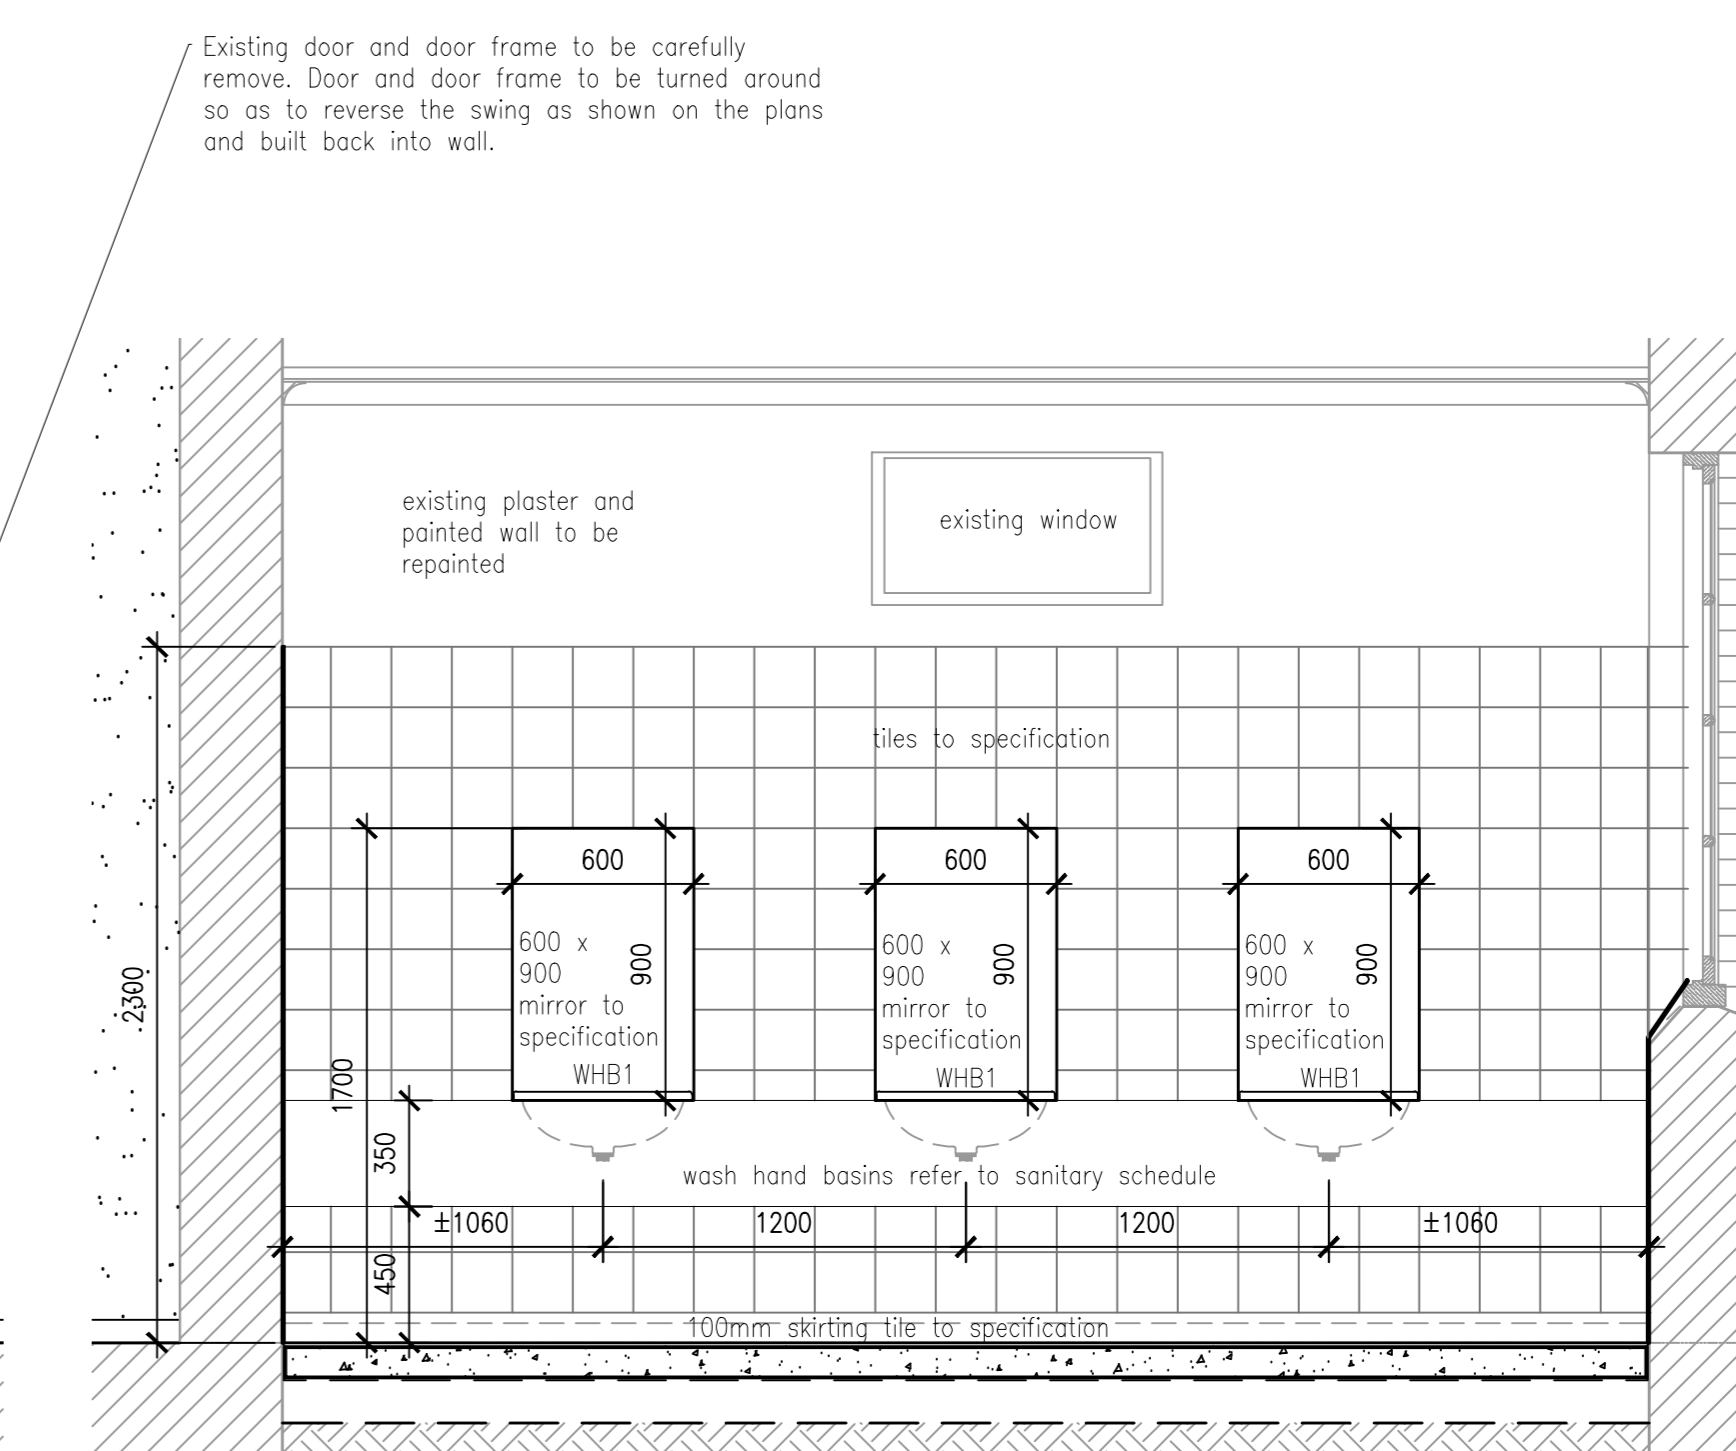 Existing door and door frame to be carefully
remove. Door and door frame to be turned around
so as to reverse the swing as shown on the plans
and built back into wall.
existing plaster and
painted wall to be
repainted
existing window
tiles to specification
2300
1700
350
450
600
600 x
900
mirror to
specification
900
WHB1
600
600 x
900
mirror to
specification
900
WHB1
600
600 x
900
mirror to
specification
900
WHB1
wash hand basins refer to sanitary schedule
±1060
1200
1200
±1060
100mm skirting tile to specification